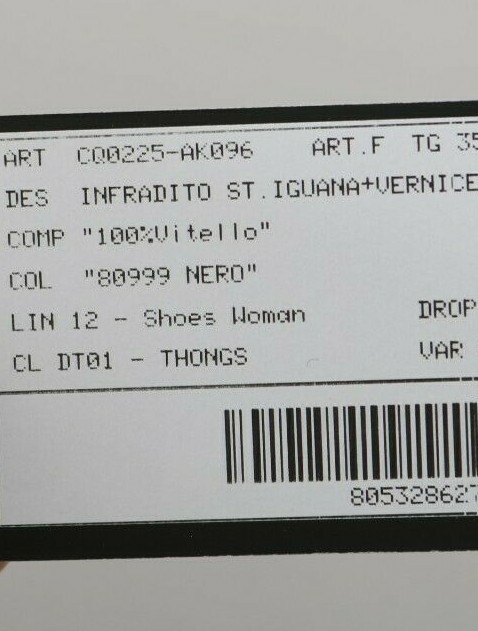 ART CQ0225-AK096 ART.F TG 35
DES INFRADITO ST.IGUANA+VERNICE
COMP "100%Vitello"
COL "80999 NERO"
LIN 12 - Shoes Woman DROP
CL DT01 - THONGS VAR
805328627